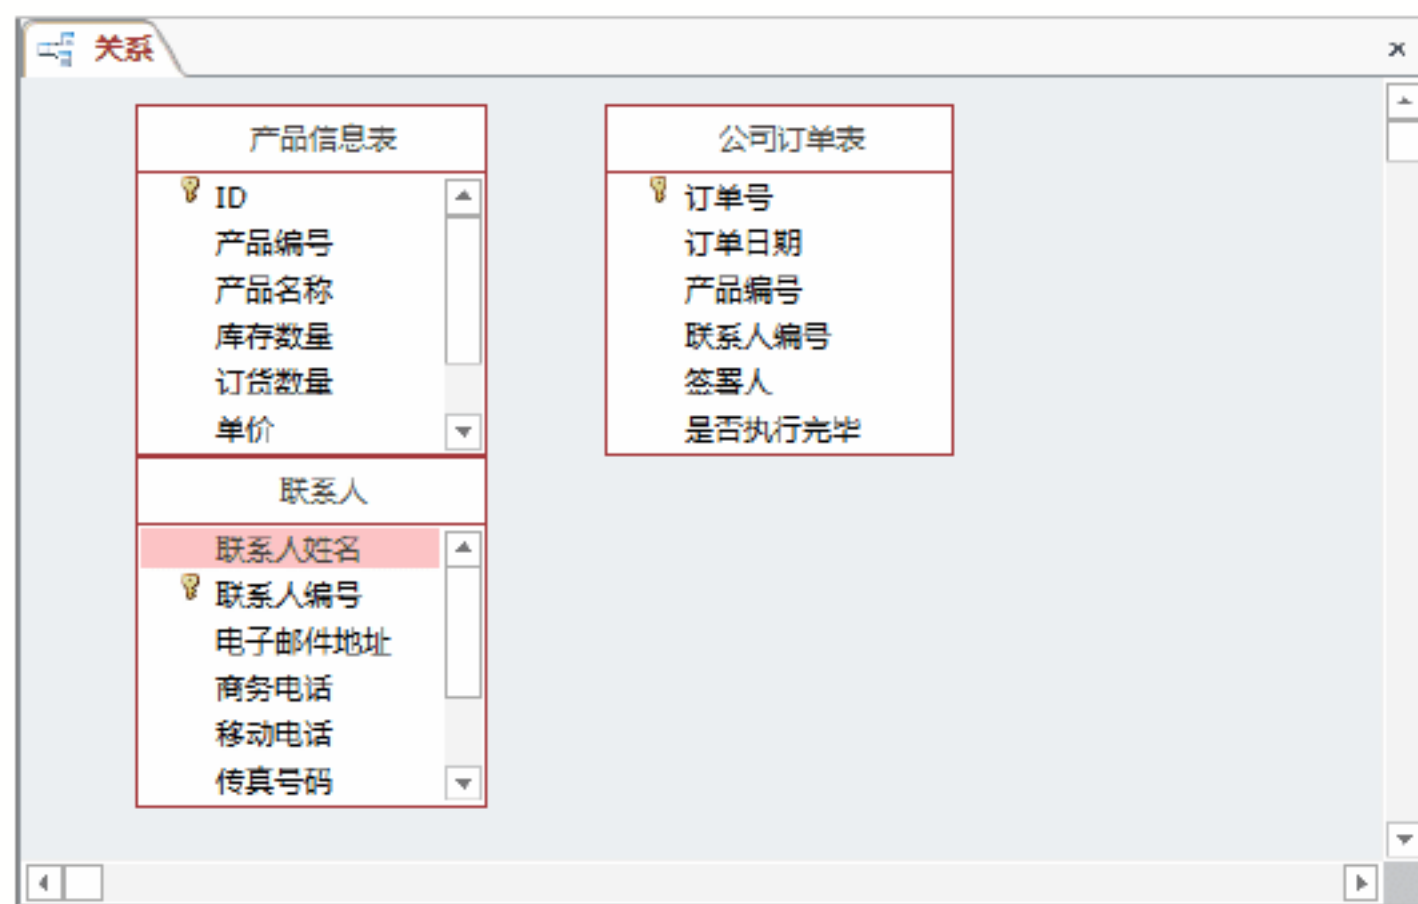 关系
产品信息表
ID
产品编号
产品名称
库存数量
订货数量
单价
公司订单表
订单号
订单日期
产品编号
联系人编号
签署人
是否执行完毕
联系人
联系人姓名
联系人编号
电子邮件地址
商务电话
移动电话
传真号码